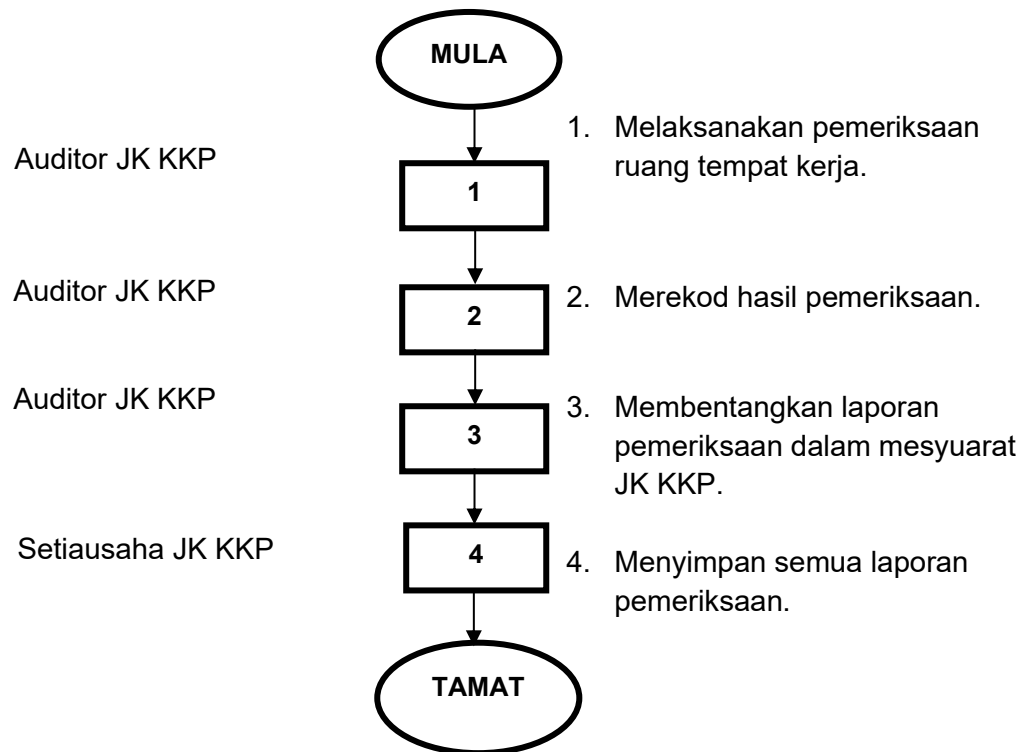 MULA
Auditor JK KKP
1
1. Melaksanakan pemeriksaan
ruang tempat kerja.
Auditor JK KKP
2
2. Merekod hasil pemeriksaan.
Auditor JK KKP
3
3. Membentangkan laporan
pemeriksaan dalam mesyuarat
JK KKP.
Setiausaha JK KKP
4
4. Menyimpan semua laporan
pemeriksaan.
TAMAT